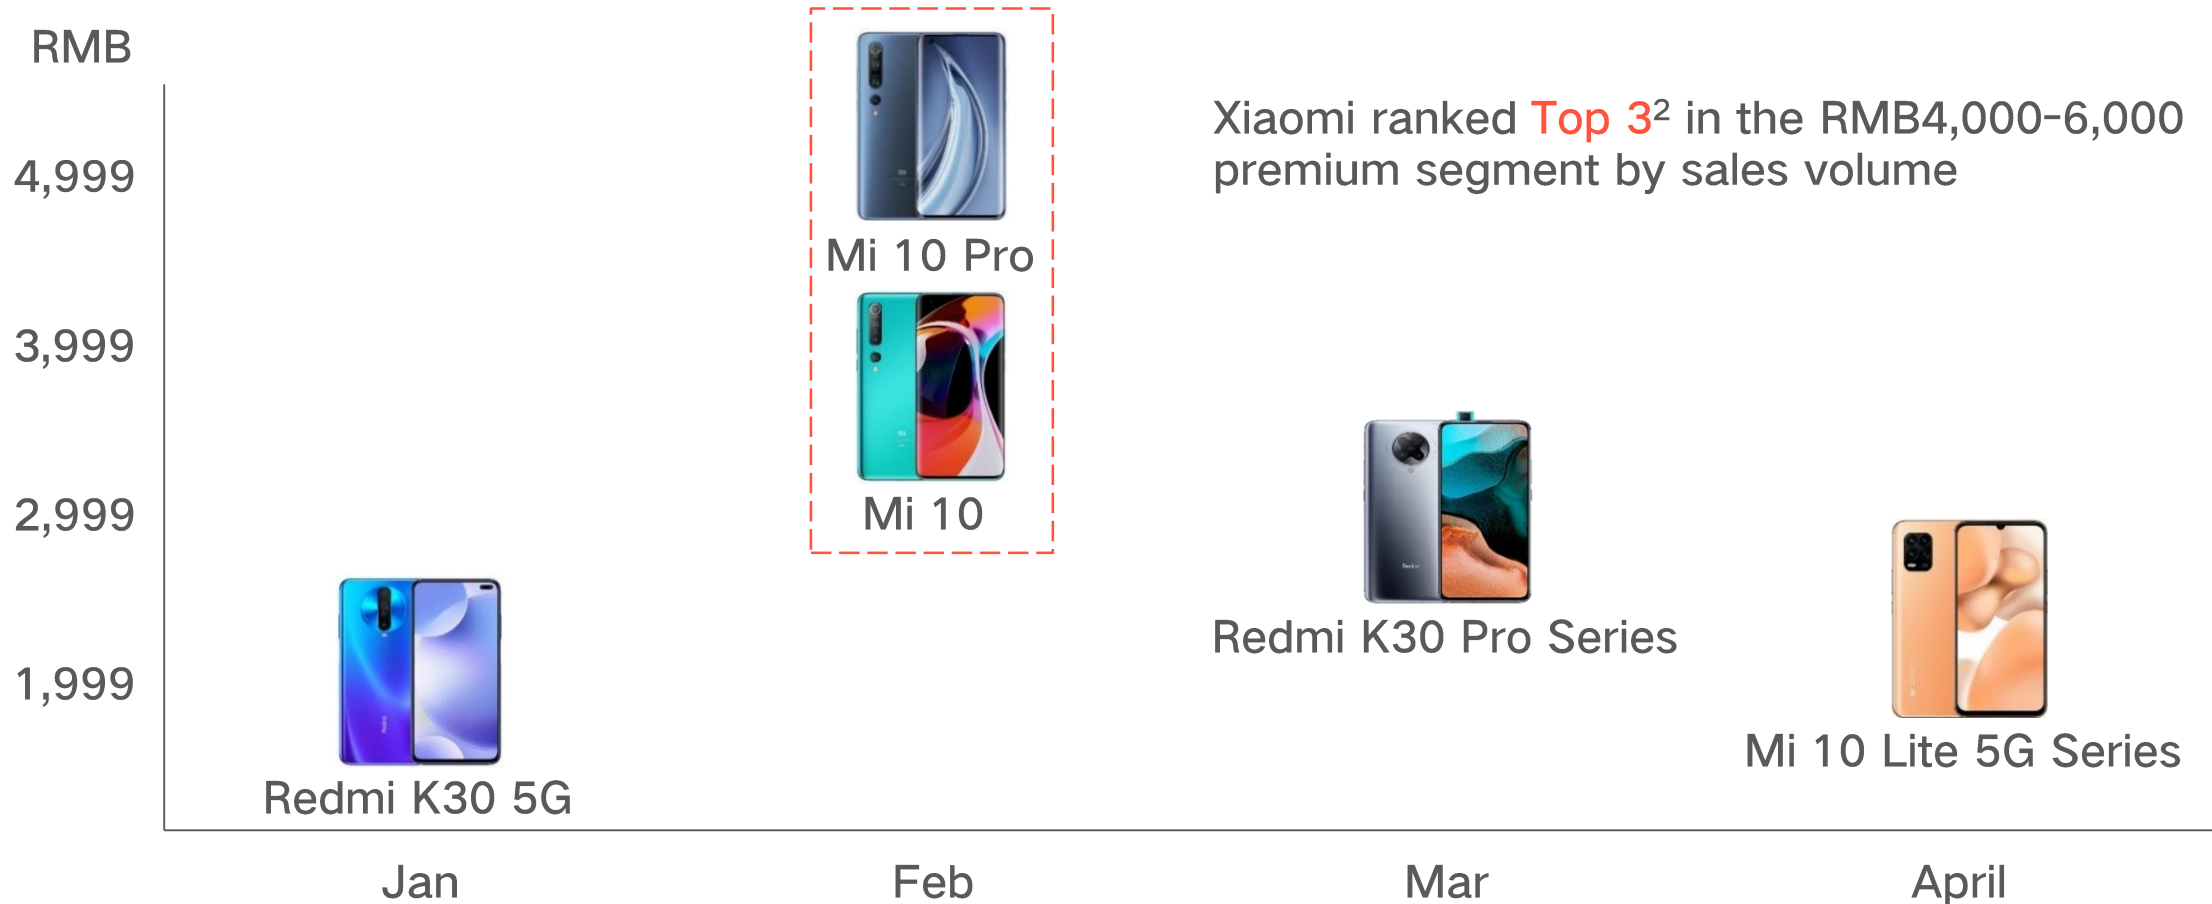 RMB
4,999
3,999
2,999
1,999
Xiaomi ranked Top 3² in the RMB4,000-6,000
premium segment by sales volume
Mi 10 Pro
Mi 10
Redmi K30 Pro Series
Mi 10 Lite 5G Series
Redmi K30 5G
Jan
Feb
Mar
April